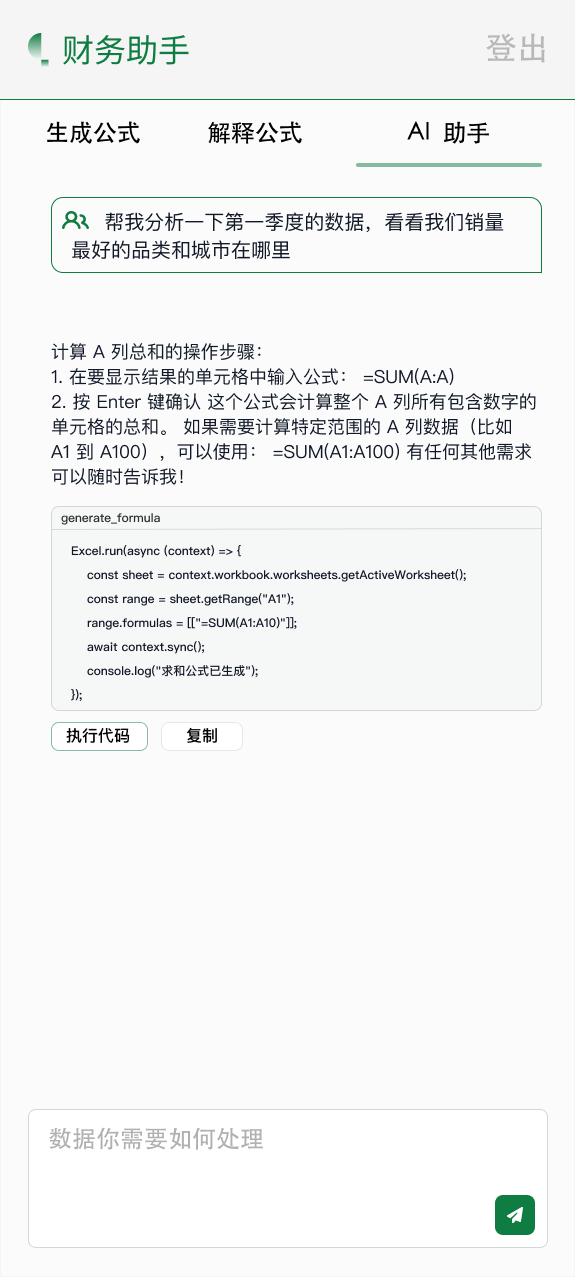 财务助手
登出
生成公式
解释公式
AI 助手
帮我分析一下第一季度的数据，看看我们销量
最好的品类和城市在哪里
计算 A 列总和的操作步骤：
1. 在要显示结果的单元格中输入公式： =SUM(A:A)
2. 按 Enter 键确认 这个公式会计算整个 A 列所有包含数字的
单元格的总和。 如果需要计算特定范围的 A 列数据（比如
A1 到 A100），可以使用： =SUM(A1:A100) 有任何其他需求
可以随时告诉我！
generate_formula
Excel.run(async (context) => {
const sheet = context.workbook.worksheets.getActiveWorksheet();
const range = sheet.getRange("A1");
range.formulas = [["=SUM(A1:A10)"]];
await context.sync();
console.log("求和公式已生成");
});
执行代码
复制
数据你需要如何处理